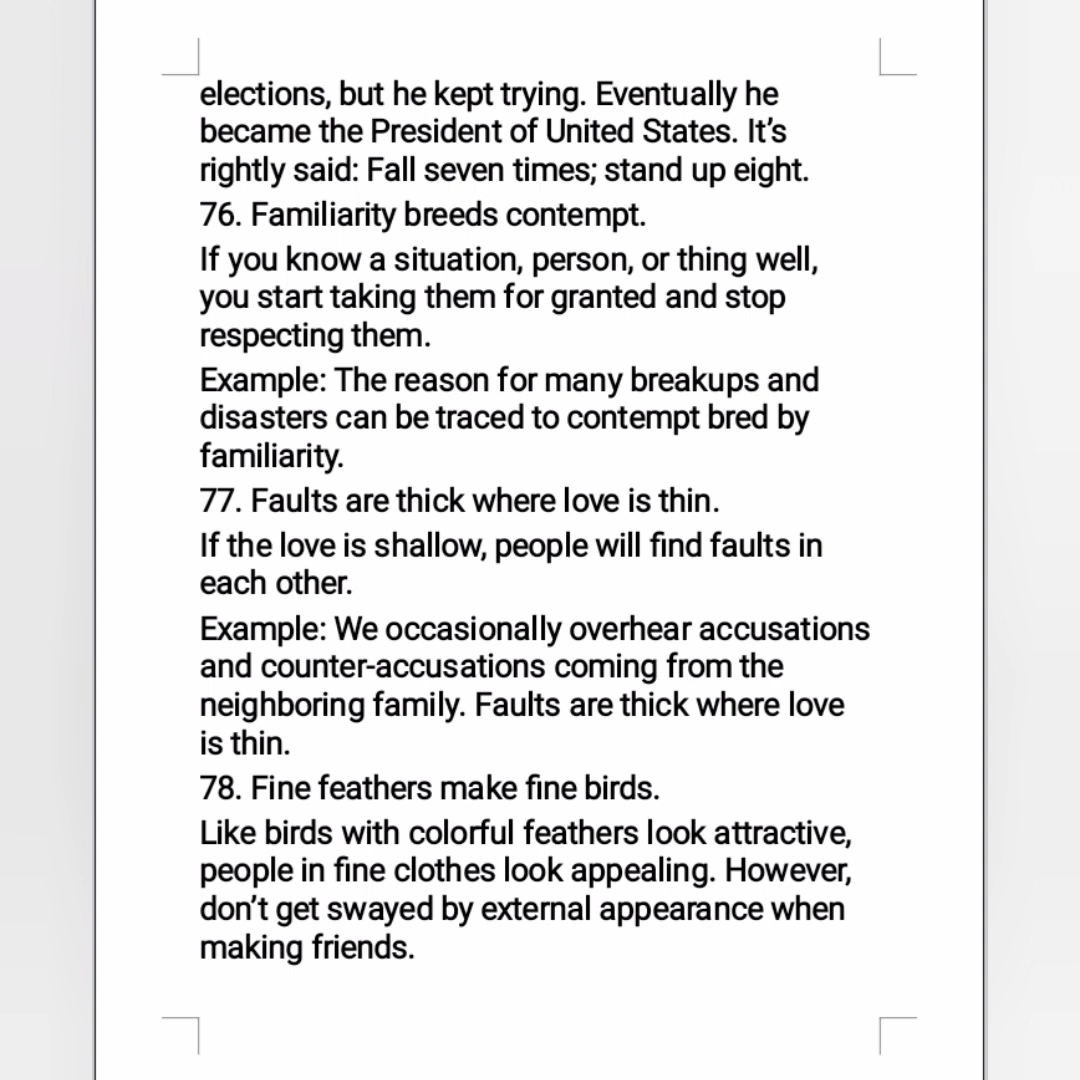 elections, but he kept trying. Eventually he
became the President of United States. It’s
rightly said: Fall seven times; stand up eight.
76. Familiarity breeds contempt.
If you know a situation, person, or thing well,
you start taking them for granted and stop
respecting them.
Example: The reason for many breakups and
disasters can be traced to contempt bred by
familiarity.
77. Faults are thick where love is thin.
If the love is shallow, people will find faults in
each other.
Example: We occasionally overhear accusations
and counter-accusations coming from the
neighboring family. Faults are thick where love
is thin.
78. Fine feathers make fine birds.
Like birds with colorful feathers look attractive,
people in fine clothes look appealing. However,
don’t get swayed by external appearance when
making friends.